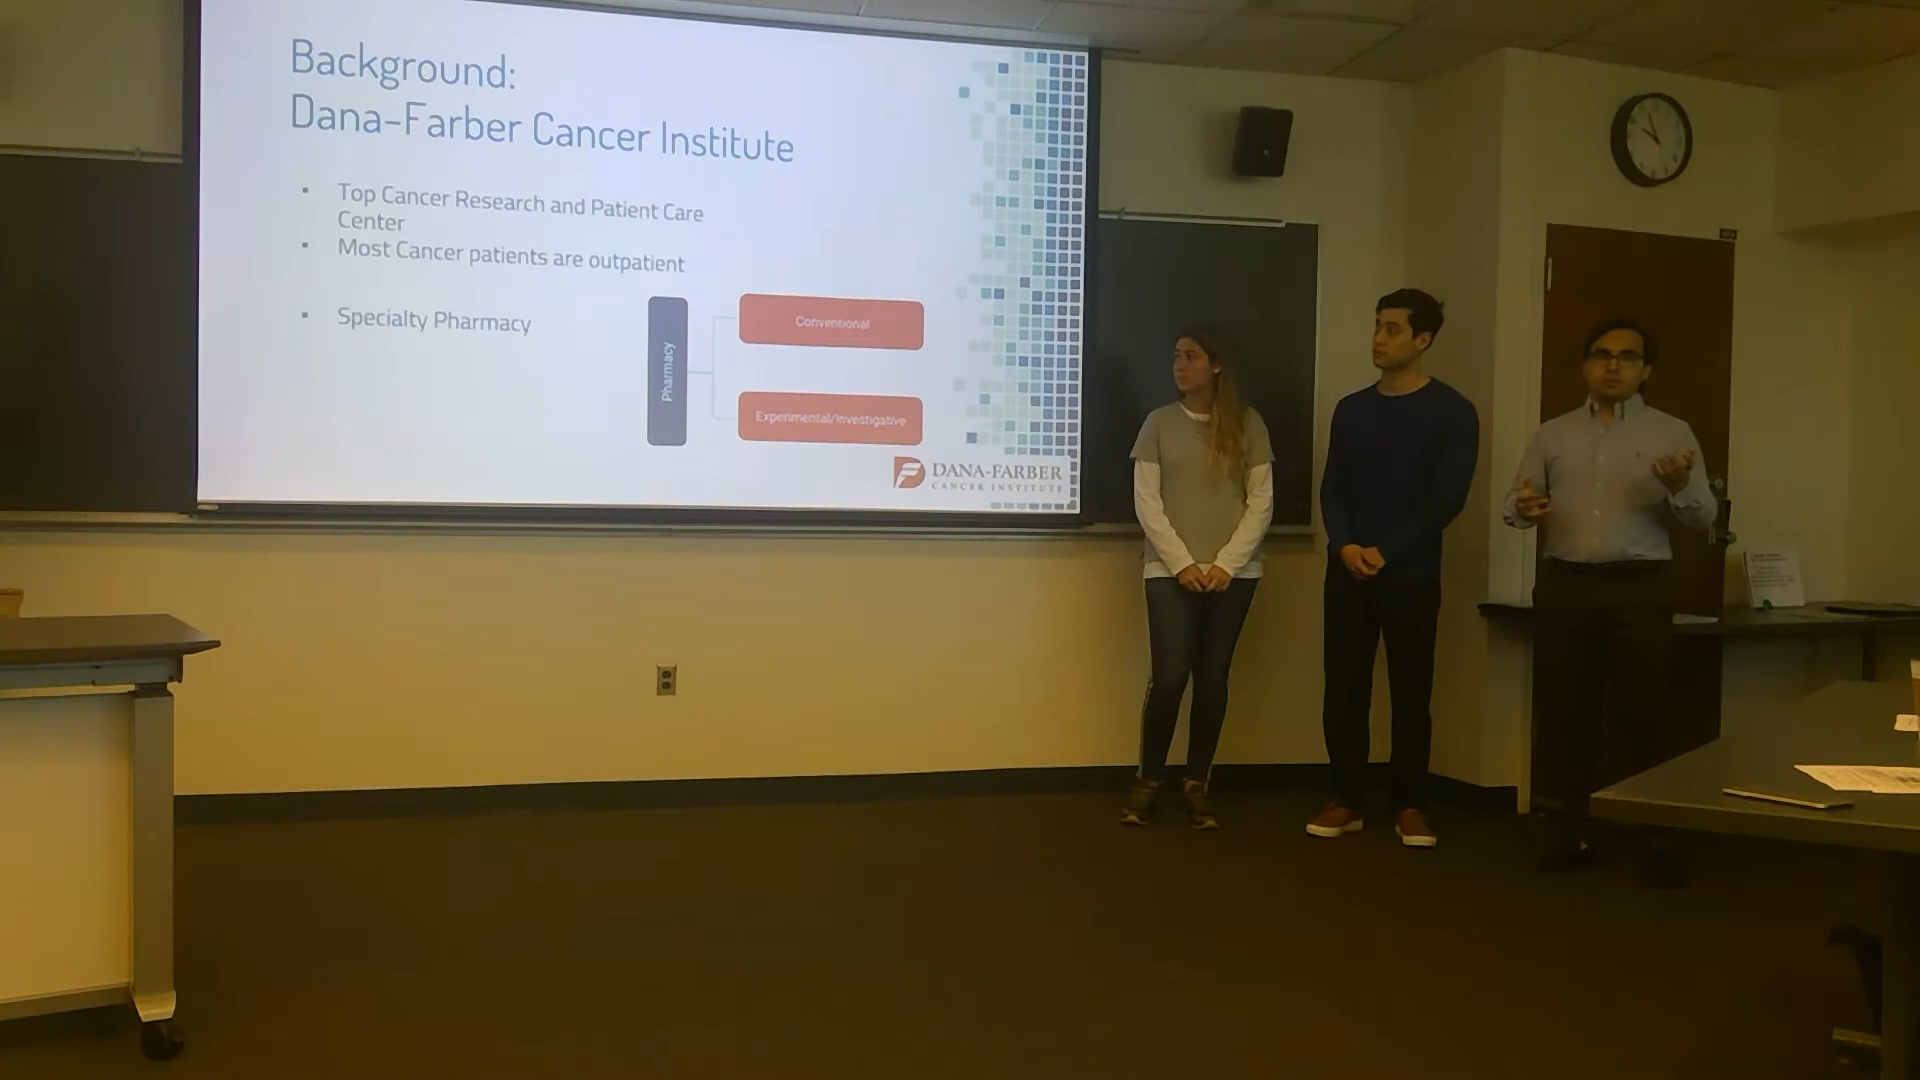 Background:
Dana-Farber Cancer Institute
▪ Top Cancer Research and Patient Care
Center
▪ Most Cancer patients are outpatient
▪ Specialty Pharmacy
Pharmacy
Conventional
Experimental/Investigative
DANA-FARBER
CANCER INSTITUTE